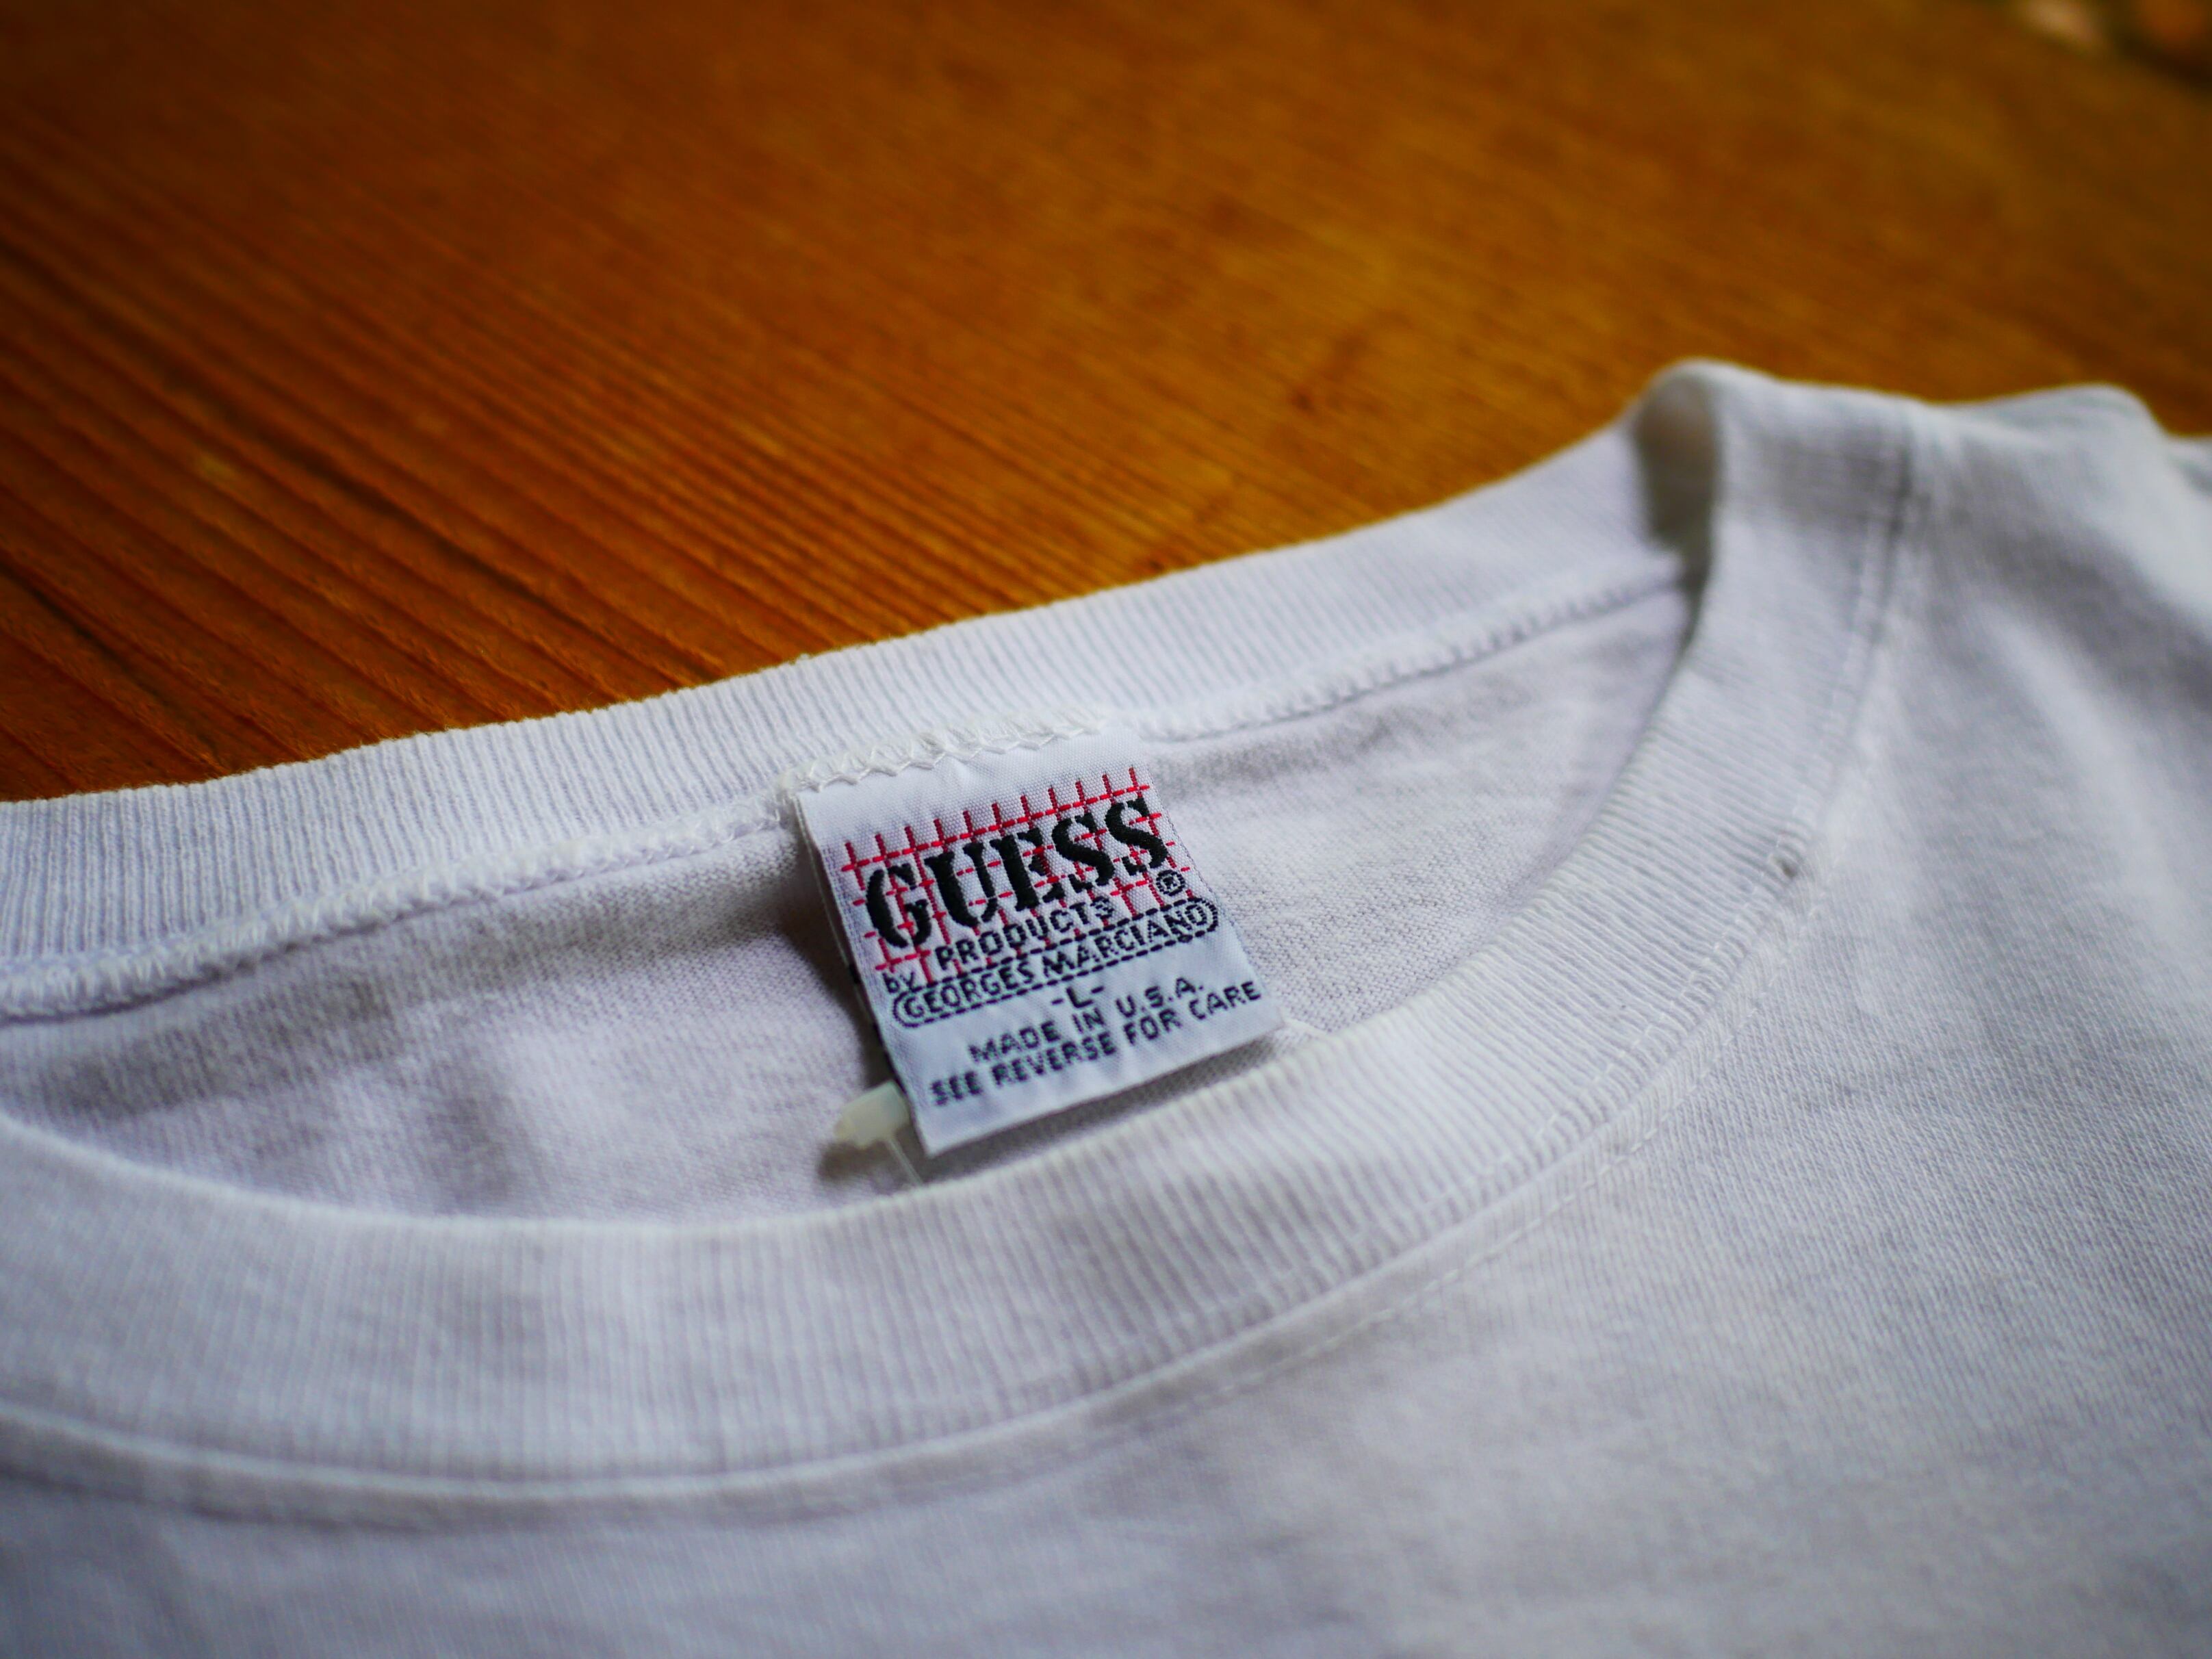 GUESS®
PRODUCTS
by GEORGES MARCIANO
-L-
MADE IN U.S.A.
SEE REVERSE FOR CARE